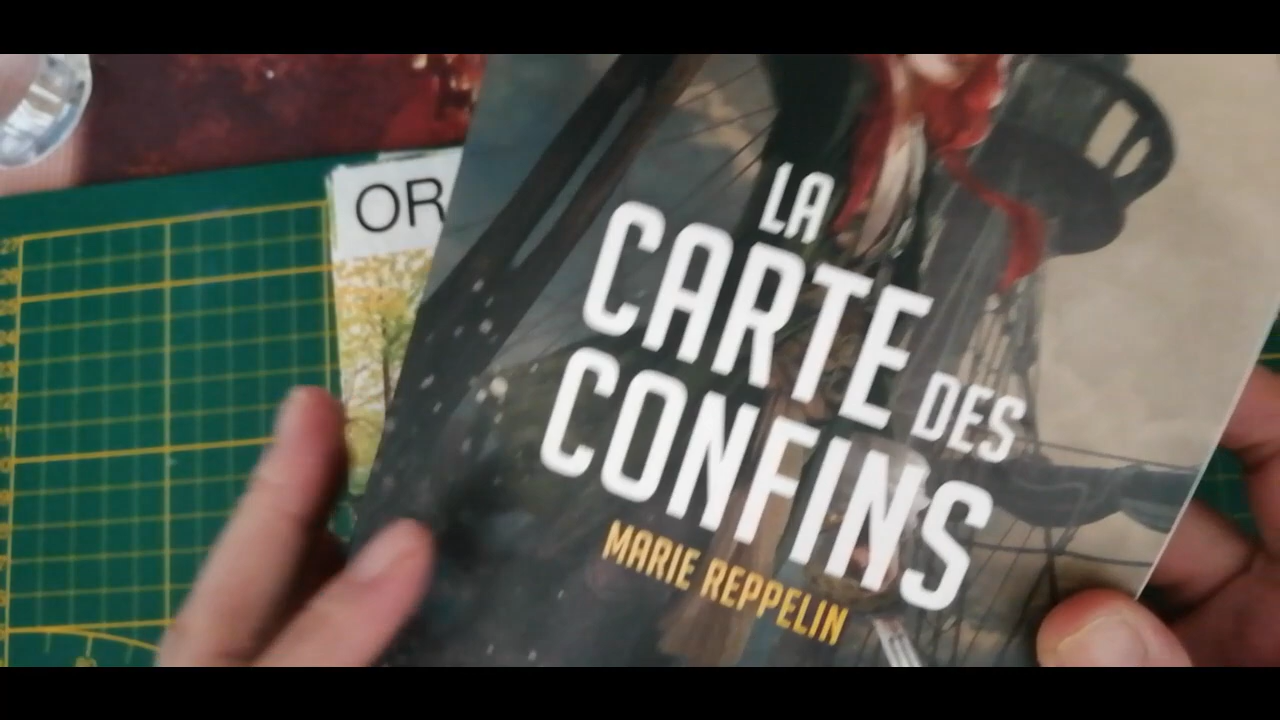 OR
LA
CARTE DES
CONFINS
MARIE REPPELIN